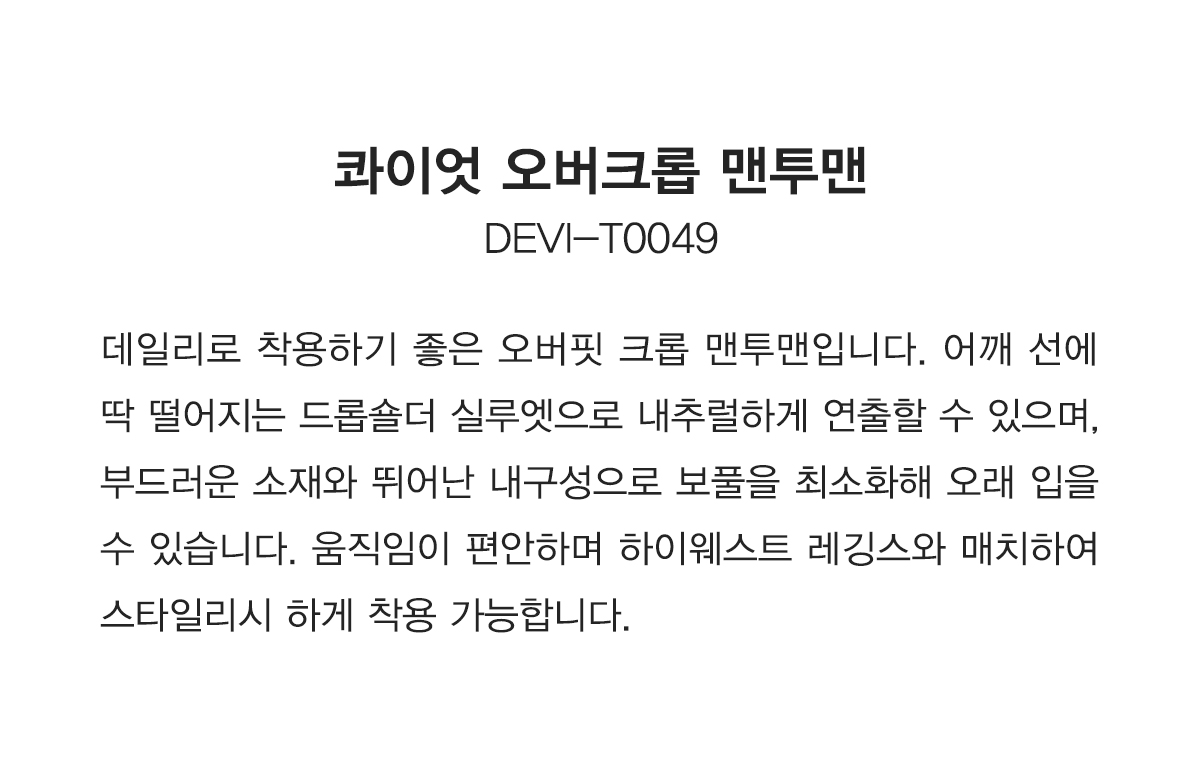 콰이엇 오버크롭 맨투맨
DEVI-T0049
데일리로 착용하기 좋은 오버핏 크롭 맨투맨입니다. 어깨 선에
딱 떨어지는 드롭숄더 실루엣으로 내추럴하게 연출할 수 있으며,
부드러운 소재와 뛰어난 내구성으로 보풀을 최소화해 오래 입을
수 있습니다. 움직임이 편안하며 하이웨스트 레깅스와 매치하여
스타일리시 하게 착용 가능합니다.